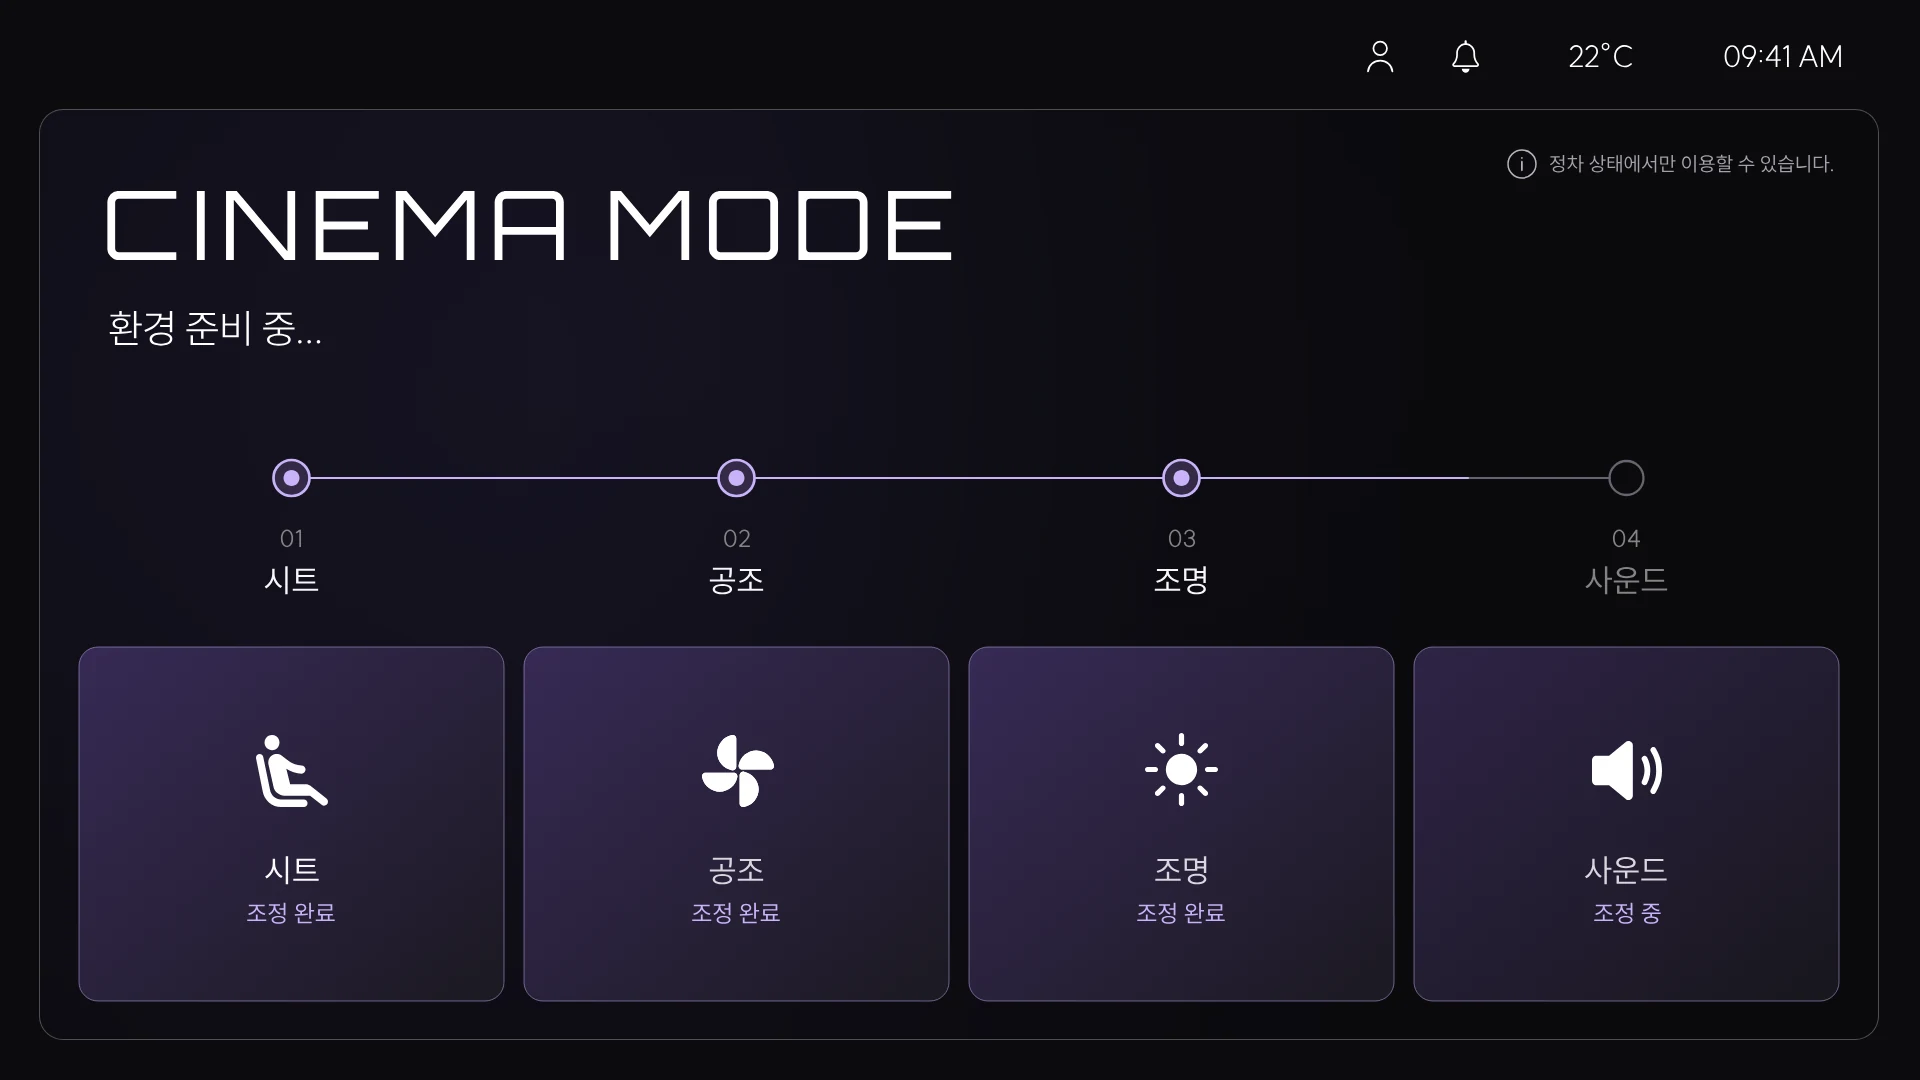 22°C
09:41 AM
정차 상태에서만 이용할 수 있습니다.
CINEMA MODE
환경 준비 중...
01
시트
02
공조
03
조명
04
사운드
시트
조정 완료
공조
조정 완료
조명
조정 완료
사운드
조정 중